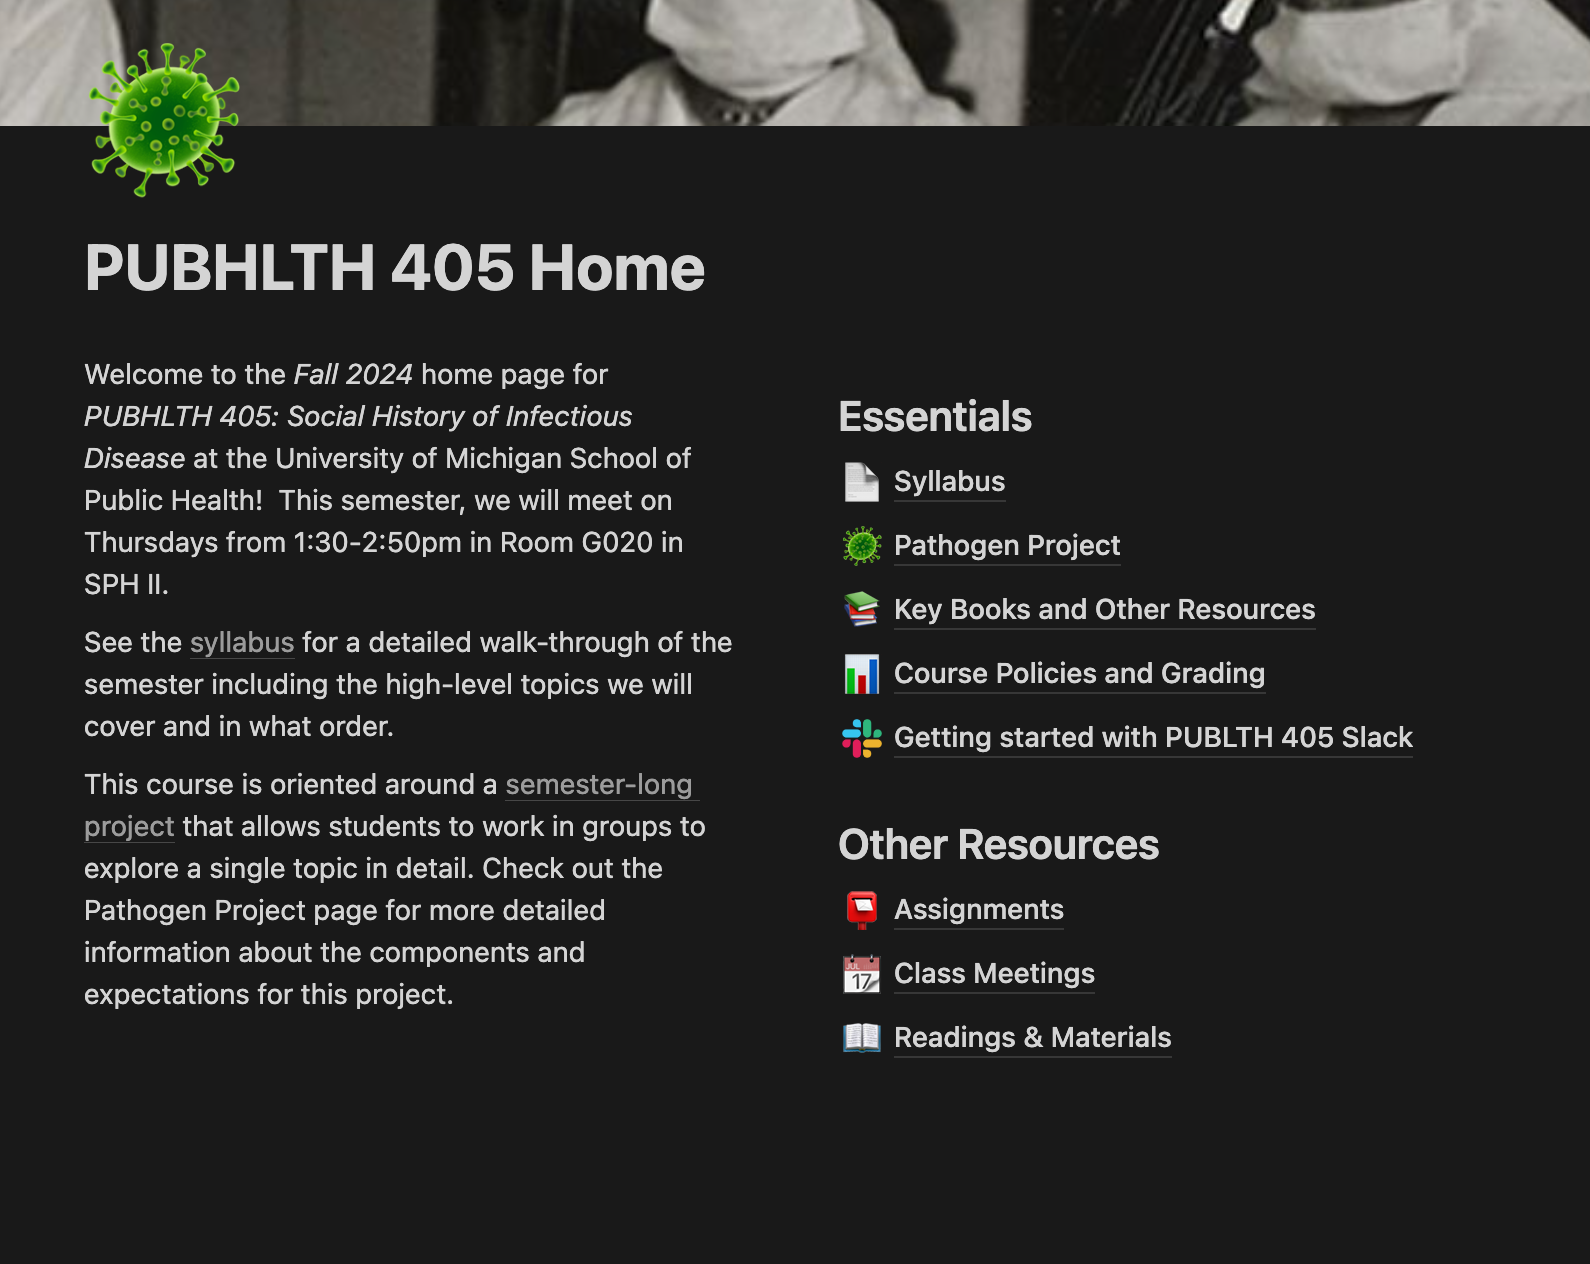 PUBHLTH 405 Home
Welcome to the Fall 2024 home page for
PUBHLTH 405: Social History of Infectious
Disease at the University of Michigan School of
Public Health!  This semester, we will meet on
Thursdays from 1:30-2:50pm in Room G020 in
SPH II.
See the syllabus for a detailed walk-through of the
semester including the high-level topics we will
cover and in what order.
This course is oriented around a semester-long
project that allows students to work in groups to
explore a single topic in detail. Check out the
Pathogen Project page for more detailed
information about the components and
expectations for this project.
Essentials
Syllabus
Pathogen Project
Key Books and Other Resources
Course Policies and Grading
Getting started with PUBLTH 405 Slack
Other Resources
Assignments
JUL
17
Class Meetings
Readings & Materials